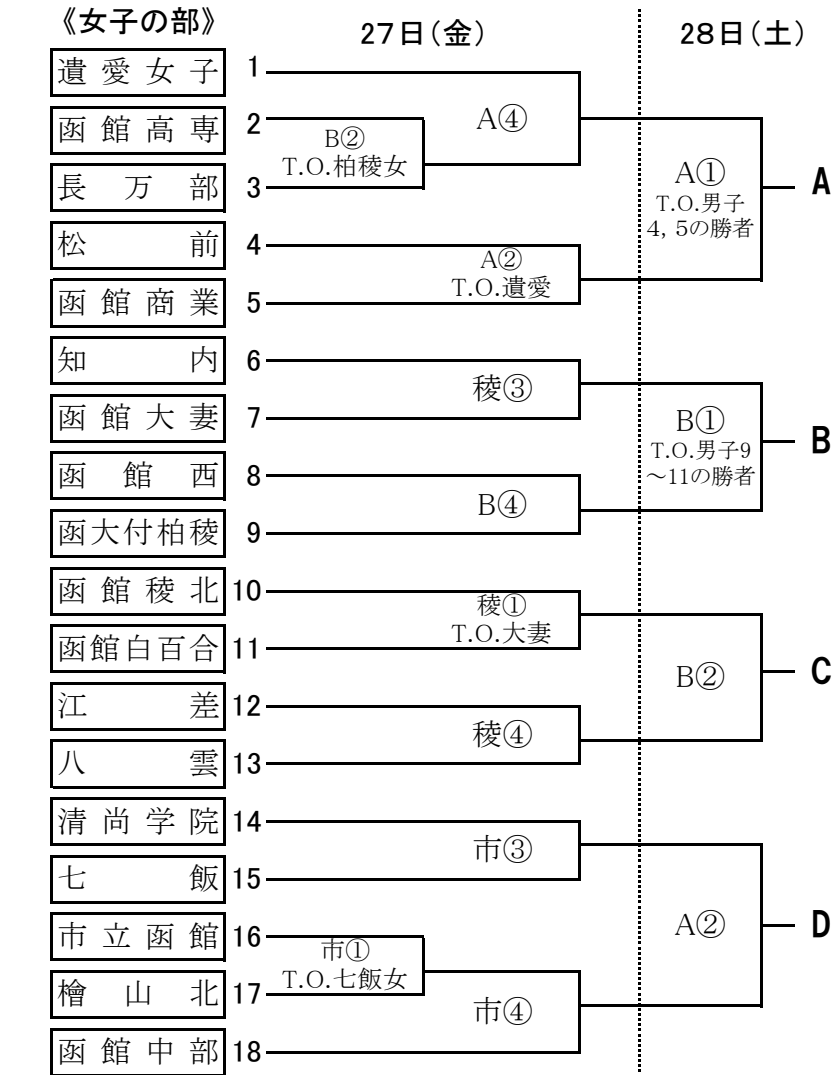 《女子の部》
27日(金)
28日(土)
遺愛女子 1
函館高専 2
長万部 3
松前 4
函館商業 5
知内 6
函館大妻 7
函館西 8
函大付柏稜 9
函館稜北 10
函館白百合 11
江差 12
八雲 13
清尚学院 14
七飯 15
市立函館 16
檜山北 17
函館中部 18
B②
T.O.柏稜女
A④
A②
T.O.遺愛
稜③
B④
稜①
T.O.大妻
稜④
市③
市①
T.O.七飯女
市④
A①
T.O.男子
4, 5の勝者
A
B①
T.O.男子9
～11の勝者
B
B②
C
A②
D